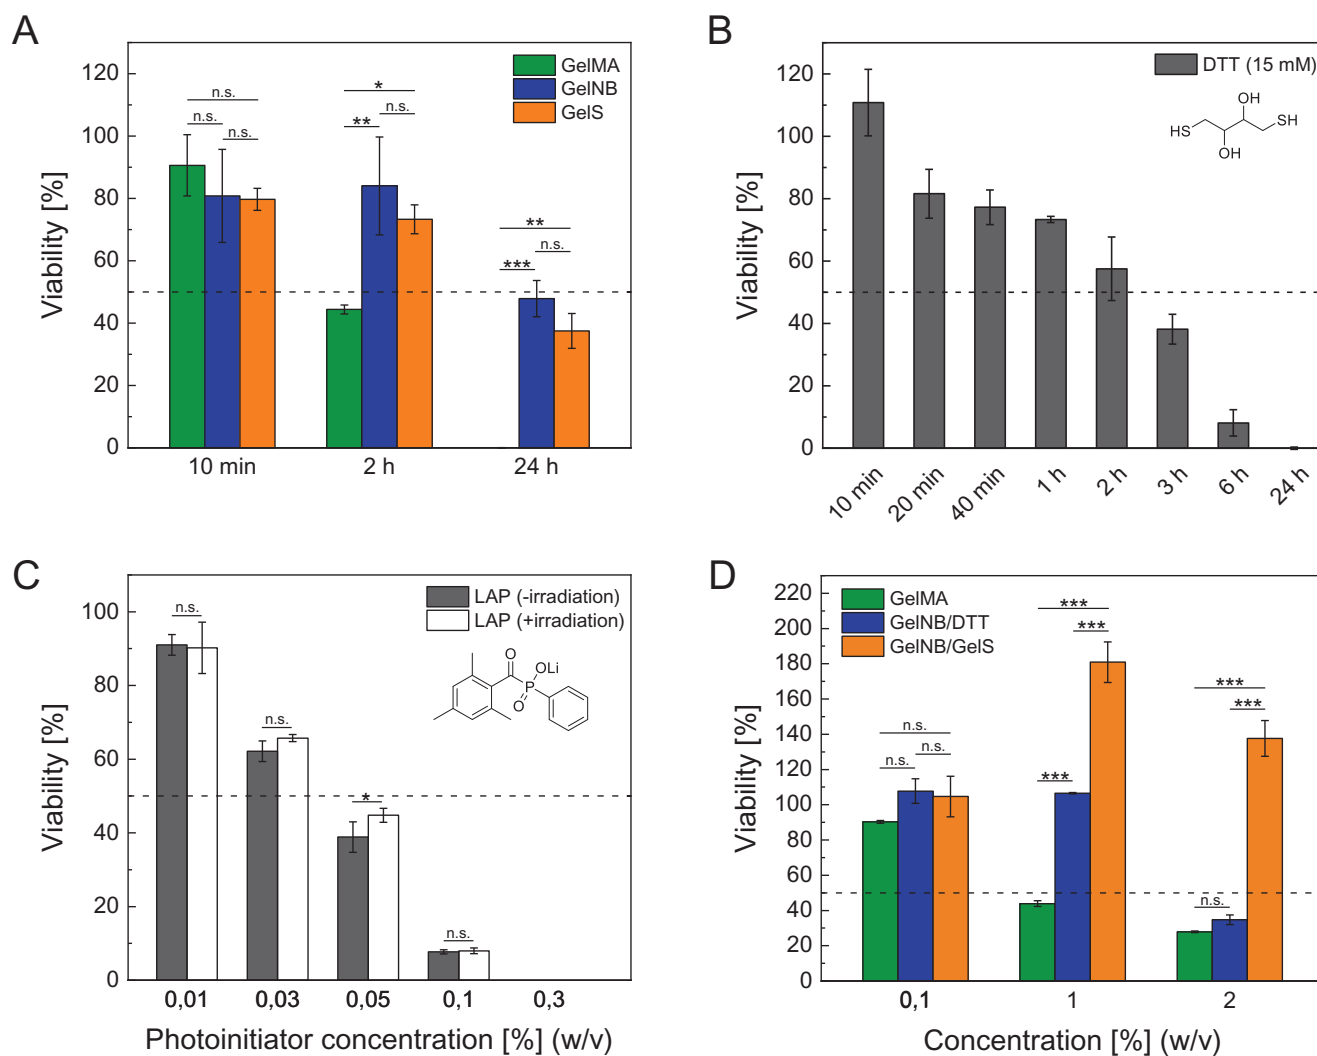 A
Viability [%]
120
100
80
60
40
20
0
GelMA
GelNB
GelS
n.s.
n.s.
n.s.
*
**
n.s.
**
***
n.s.
10 min
2 h
24 h
B
Viability [%]
120
100
80
60
40
20
0
DTT (15 mM)
OH
HS
SH
OH
10 min
20 min
40 min
1 h
2 h
3 h
6 h
24 h
C
Viability [%]
100
80
60
40
20
0
LAP (-irradiation)
LAP (+irradiation)
O
OLi
P
O
n.s.
n.s.
*
n.s.
0,01
0,03
0,05
0,1
0,3
Photoinitiator concentration [%] (w/v)
D
Viability [%]
220
200
180
160
140
120
100
80
60
40
20
0
GelMA
GelNB/DTT
GelNB/GelS
n.s.
n.s.
n.s.
***
***
***
***
***
n.s.
0,1
1
2
Concentration [%] (w/v)